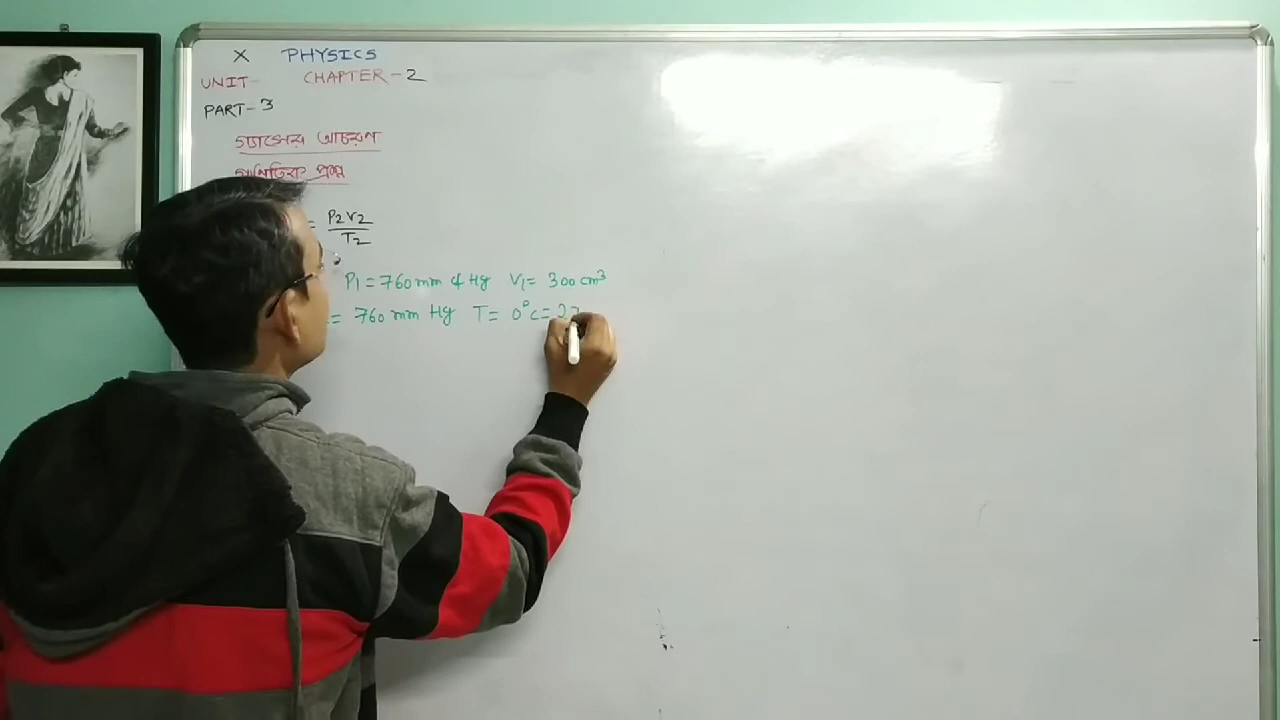 X PHYSICS
UNIT- CHAPTER-2
PART-3
গ্যাসের আচরণ
গাণিতিক প্রশ্ন
= P2V2/T2
P1 = 760 mm of Hg V1 = 300 cm³
= 760 mm Hg T = 0°C = 27